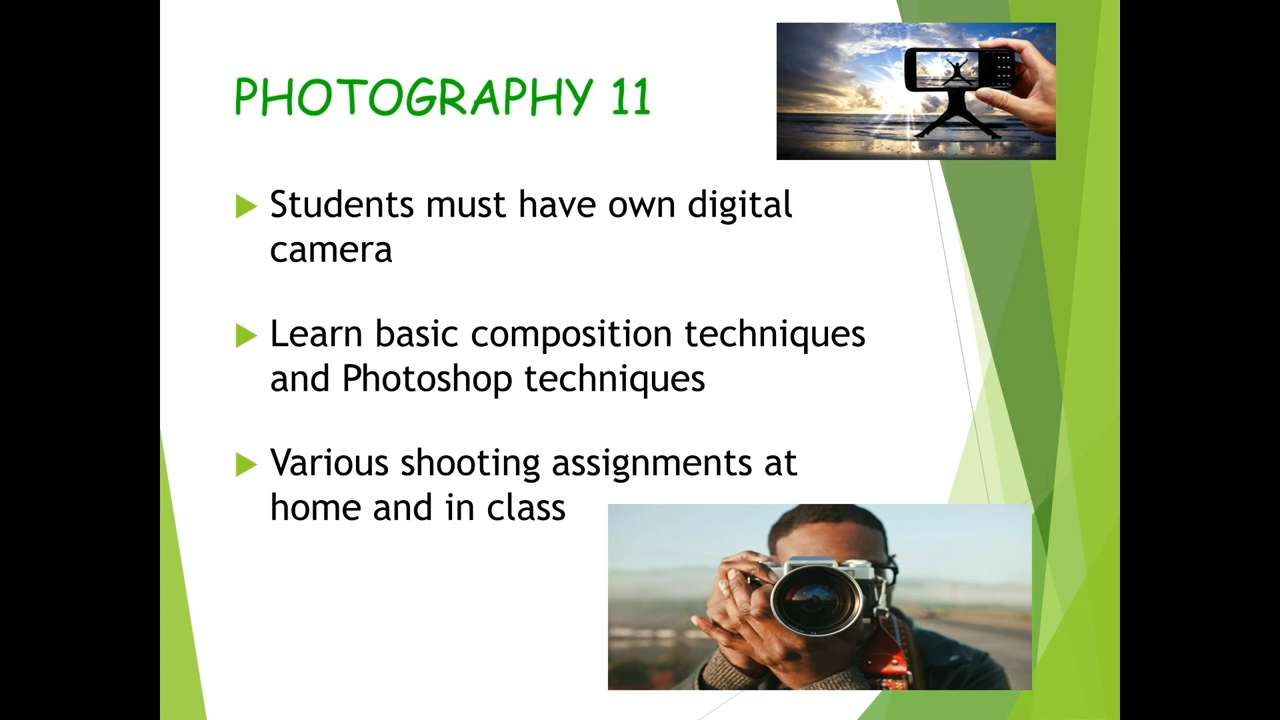 PHOTOGRAPHY 11
Students must have own digital
camera
Learn basic composition techniques
and Photoshop techniques
Various shooting assignments at
home and in class